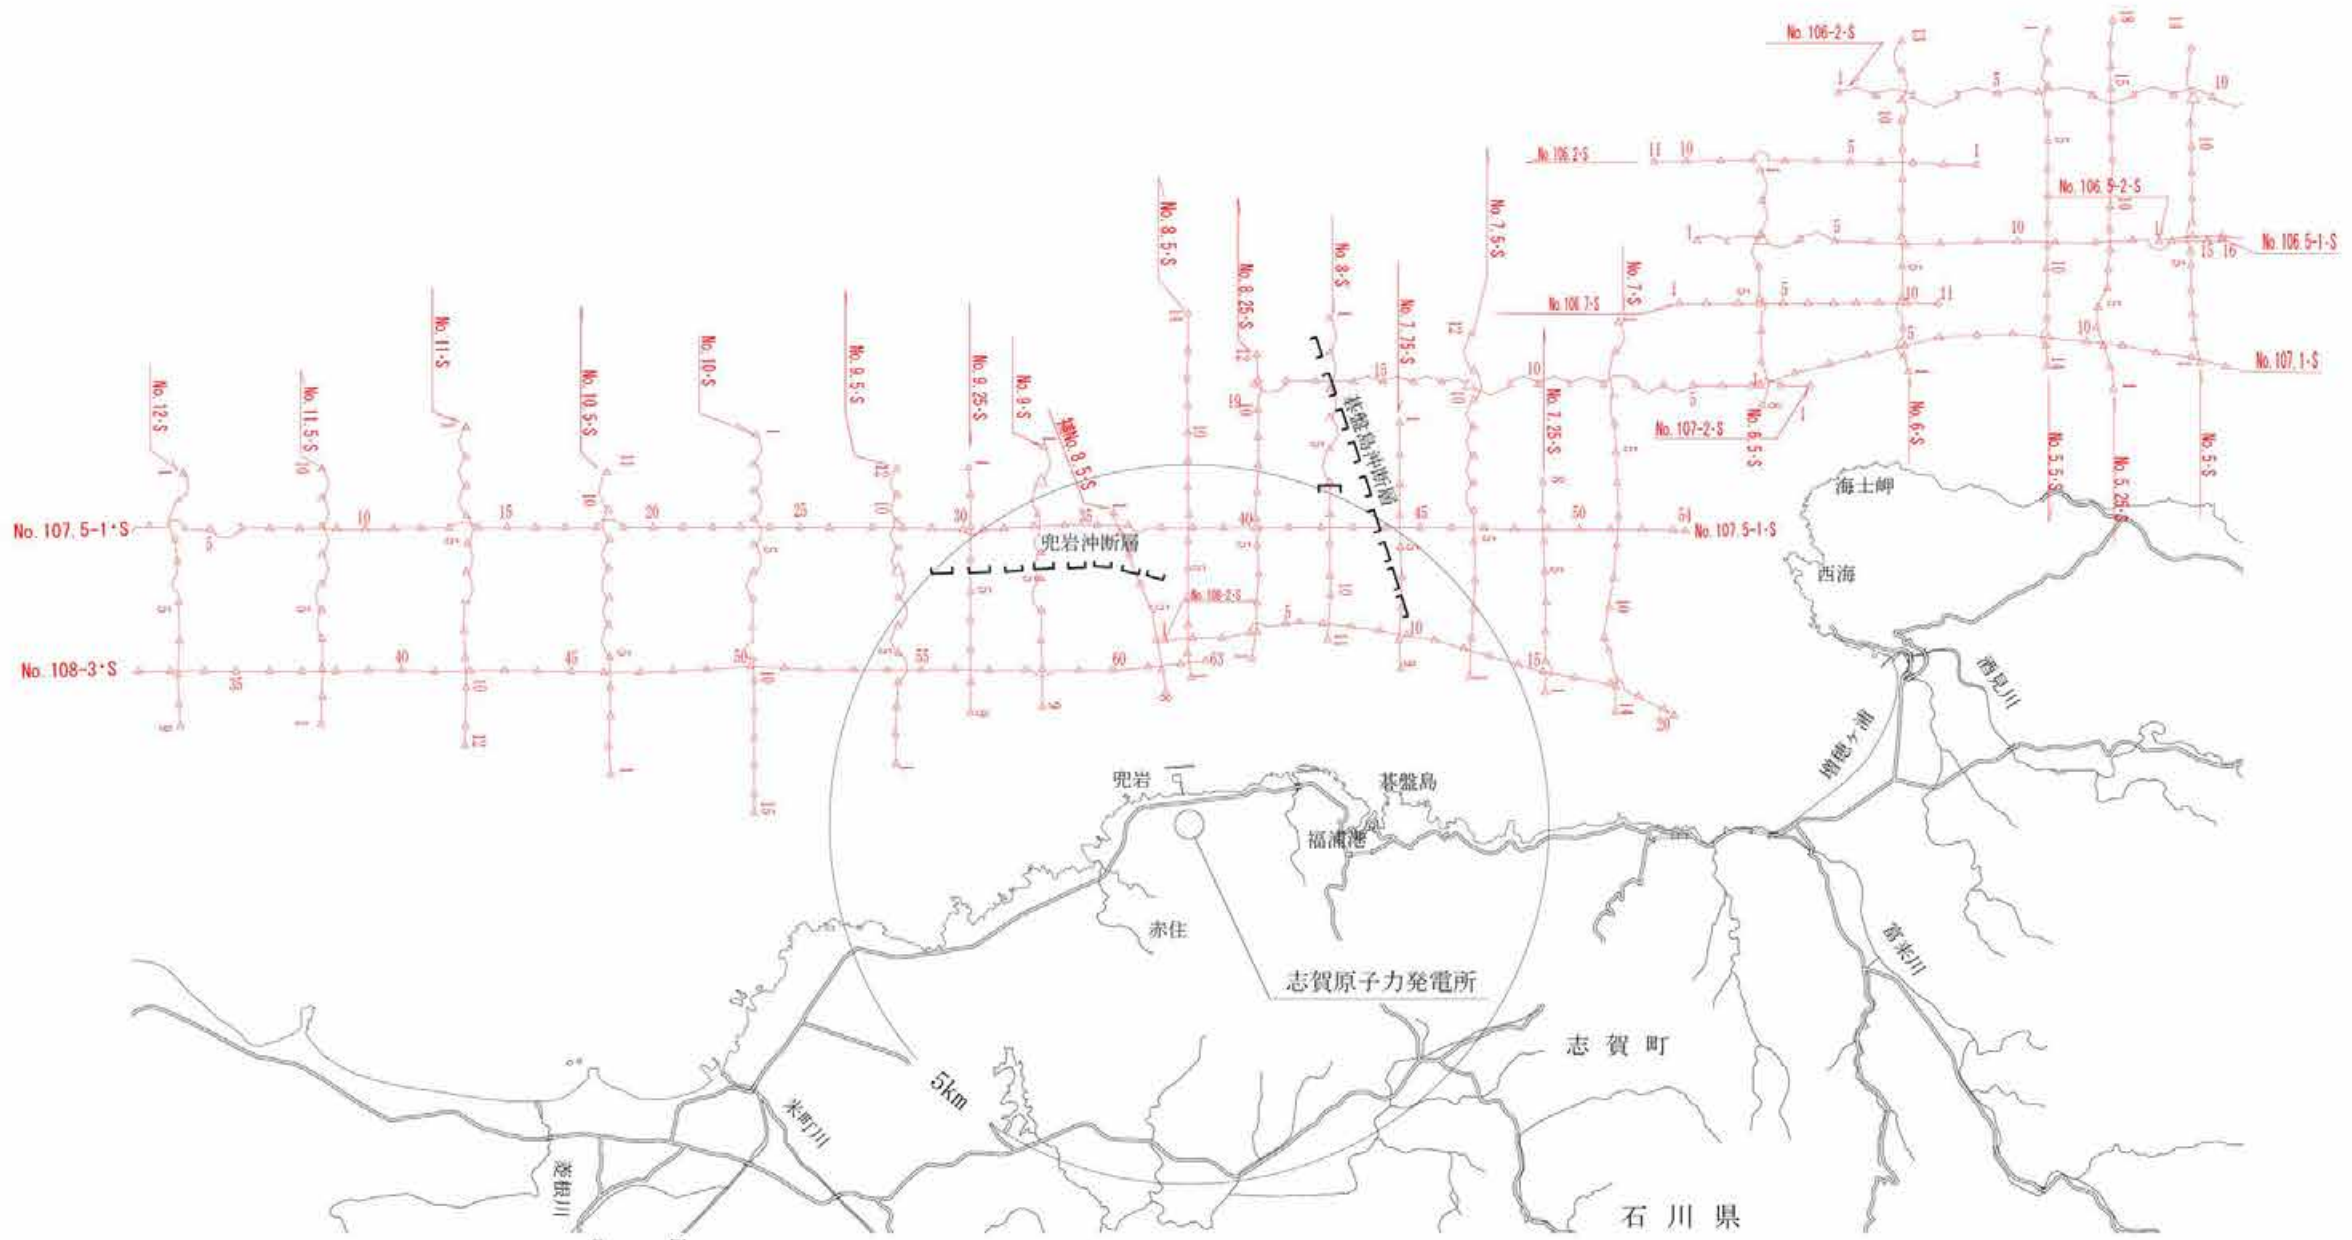 No. 106-2・S
No. 106.2・S
No. 106.5-2・S
No. 106.5-1・S
No. 106.7・S
No. 107.1・S
No. 107-2・S
No. 8.5・S
No. 8.25・S
No. 8・S
No. 7.75・S
No. 7.5・S
No. 7.25・S
No. 7・S
No. 6.5・S
No. 6・S
No. 5.5・S
No. 5.25・S
No. 5・S
No. 12・S
No. 11.5・S
No. 11・S
No. 10.5・S
No. 10・S
No. 9.5・S
No. 9.25・S
No. 9・S
No. 107.5-1・S
No. 107.5-1・S
No. 108-3・S
No. 108-2・S
碁盤島沖断層
兜岩沖断層
海士岬
西海
酒見川
増穂ヶ浦
兜岩
碁盤島
福浦港
赤住
志賀原子力発電所
富来川
志賀町
5km
米町川
菱根川
石川県